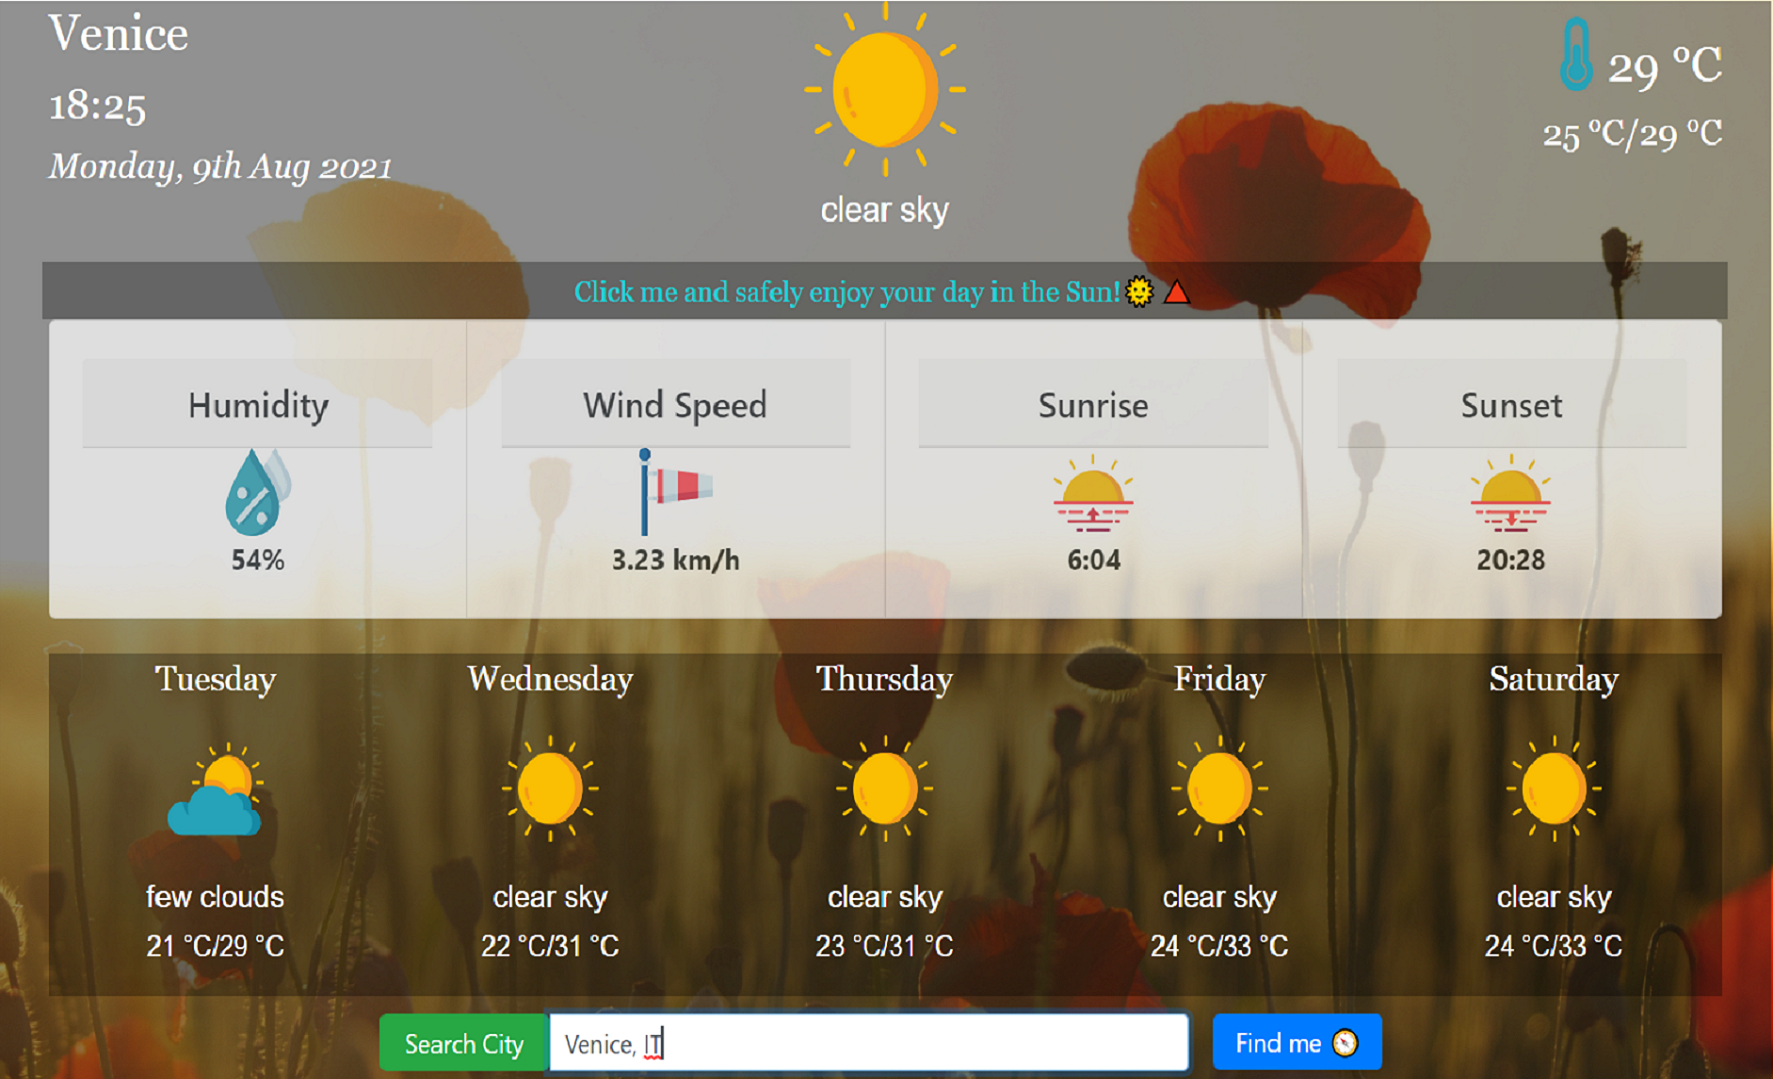 Venice
18:25
Monday, 9th Aug 2021
clear sky
29 °C
25 °C/29 °C
Click me and safely enjoy your day in the Sun!
Humidity
54%
Wind Speed
3.23 km/h
Sunrise
6:04
Sunset
20:28
Tuesday
few clouds
21 °C/29 °C
Wednesday
clear sky
22 °C/31 °C
Thursday
clear sky
23 °C/31 °C
Friday
clear sky
24 °C/33 °C
Saturday
clear sky
24 °C/33 °C
Search City
Venice, IT
Find me